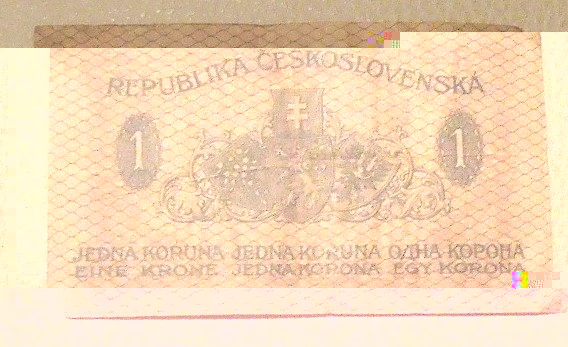 REPUBLIKA ČESKOSLOVENSKÁ
1 1
JEDNA KORUNA JEDNA KORUNA ОДНА КОРОНА
EINE KRONE JEDNA KORONA EGY KORONA